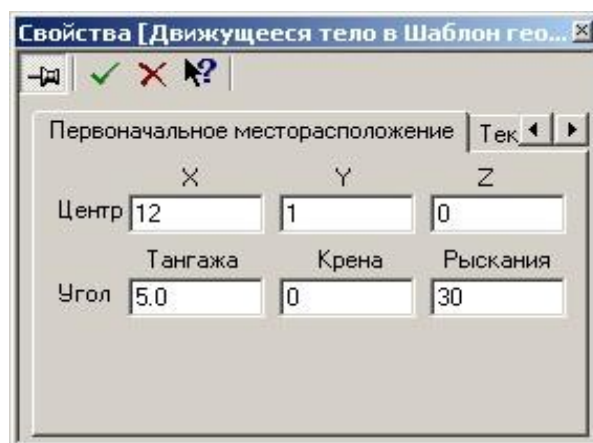 Свойства [Движущееся тело в Шаблон гео...
Первоначальное месторасположение Тек
X Y Z
Центр 12 1 0
Тангажа Крена Рыскания
Угол 5.0 0 30